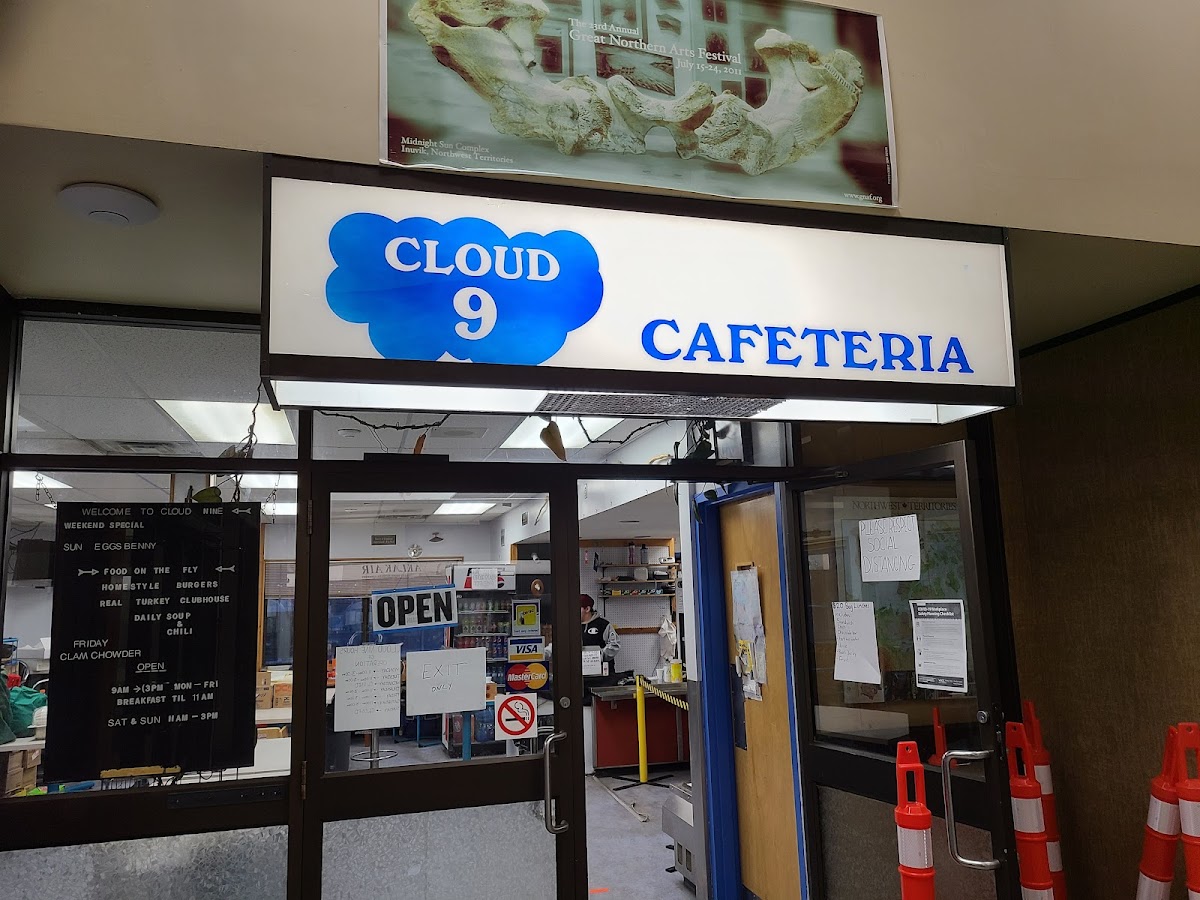 The 23rd Annual
Great Northern Arts Festival
July 15-24, 2011
Midnight Sun Complex
Inuvik, Northwest Territories
www.gnaf.org
CLOUD
9
CAFETERIA
WELCOME TO CLOUD NINE
WEEKEND SPECIAL
SUN EGGS BENNY
FOOD ON THE FLY
HOMESTYLE BURGERS
REAL TURKEY CLUBHOUSE
DAILY SOUP
&
CHILI
FRIDAY
CLAM CHOWDER
OPEN
9AM → (3PM MON – FRI
BREAKFAST TIL 11AM
SAT & SUN 11AM – 3PM
OPEN
EXIT
ONLY
VISA
MasterCard
AKLAK AIR
NORTHWEST TERRITORIES
SOCIAL
DISTANCING